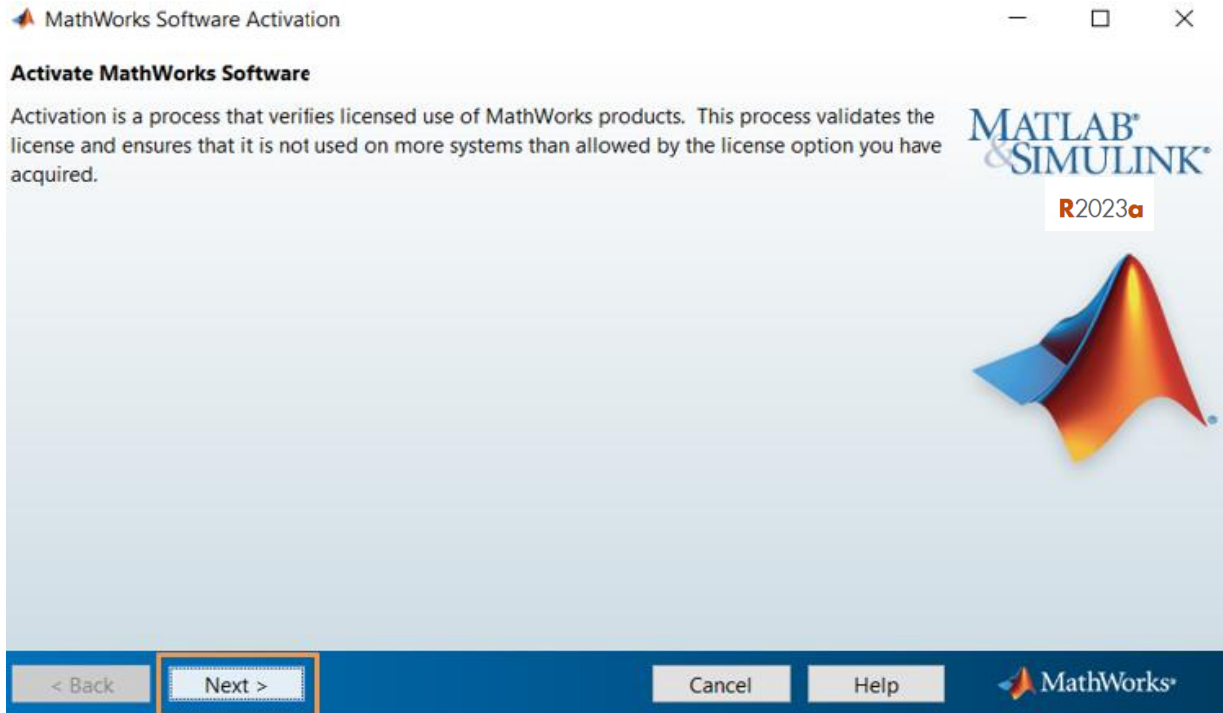 MathWorks Software Activation
Activate MathWorks Software
Activation is a process that verifies licensed use of MathWorks products. This process validates the
license and ensures that it is not used on more systems than allowed by the license option you have
acquired.
MATLAB®
&SIMULINK®
R2023a
®
< Back
Next >
Cancel
Help
MathWorks®